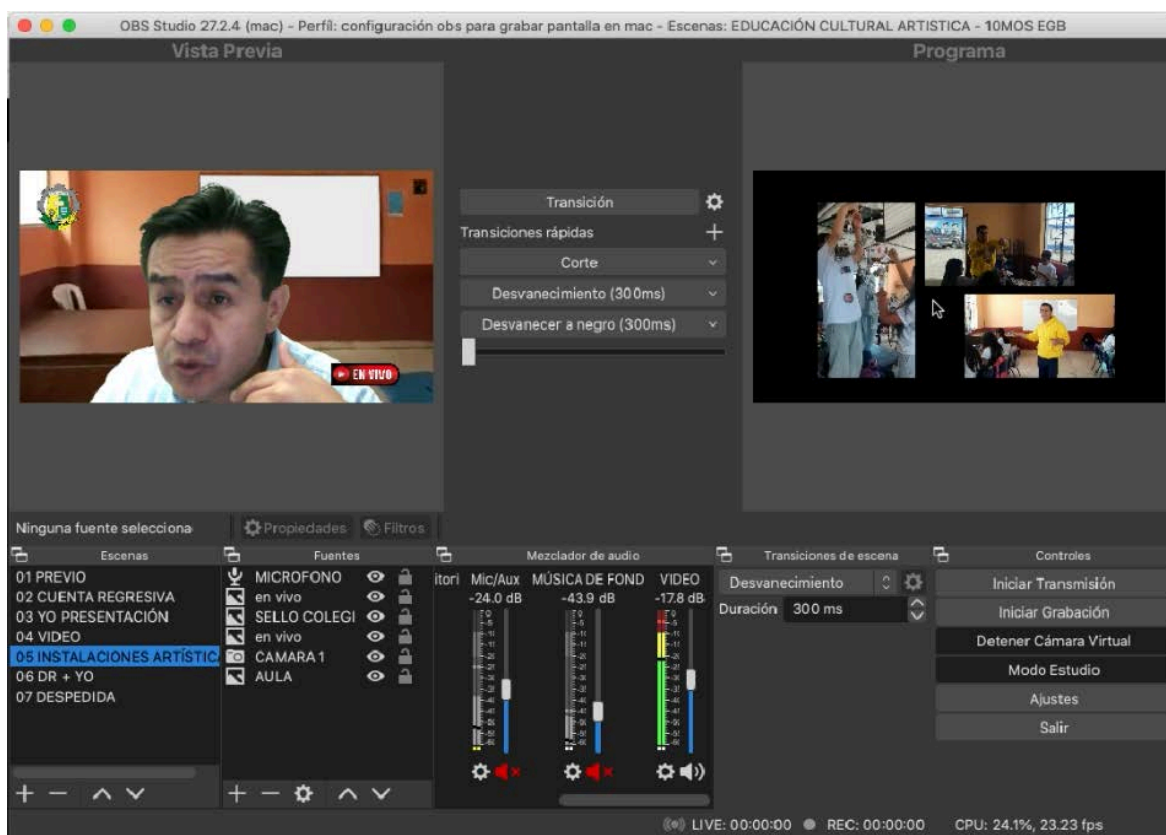 OBS Studio 27.2.4 (mac) - Perfíl: configuración obs para grabar pantalla en mac - Escenas: EDUCACIÓN CULTURAL ARTISTICA - 10MOS EGB
Vista Previa
Programa
EN VIVO
Transición
Transiciones rápidas
Corte
Desvanecimiento (300ms)
Desvanecer a negro (300ms)
Ninguna fuente selecciona
Propiedades
Filtros
Escenas
01 PREVIO
02 CUENTA REGRESIVA
03 YO PRESENTACIÓN
04 VIDEO
05 INSTALACIONES ARTÍSTIC
06 DR + YO
07 DESPEDIDA
Fuentes
MICROFONO
en vivo
SELLO COLEGI
en vivo
CAMARA 1
AULA
Mezclador de audio
itori Mic/Aux MÚSICA DE FOND VIDEO
-24.0 dB -43.9 dB -17.8 dB
Transiciones de escena
Desvanecimiento
Duración 300 ms
Controles
Iniciar Transmisión
Iniciar Grabación
Detener Cámara Virtual
Modo Estudio
Ajustes
Salir
LIVE: 00:00:00 REC: 00:00:00 CPU: 24.1%, 23.23 fps